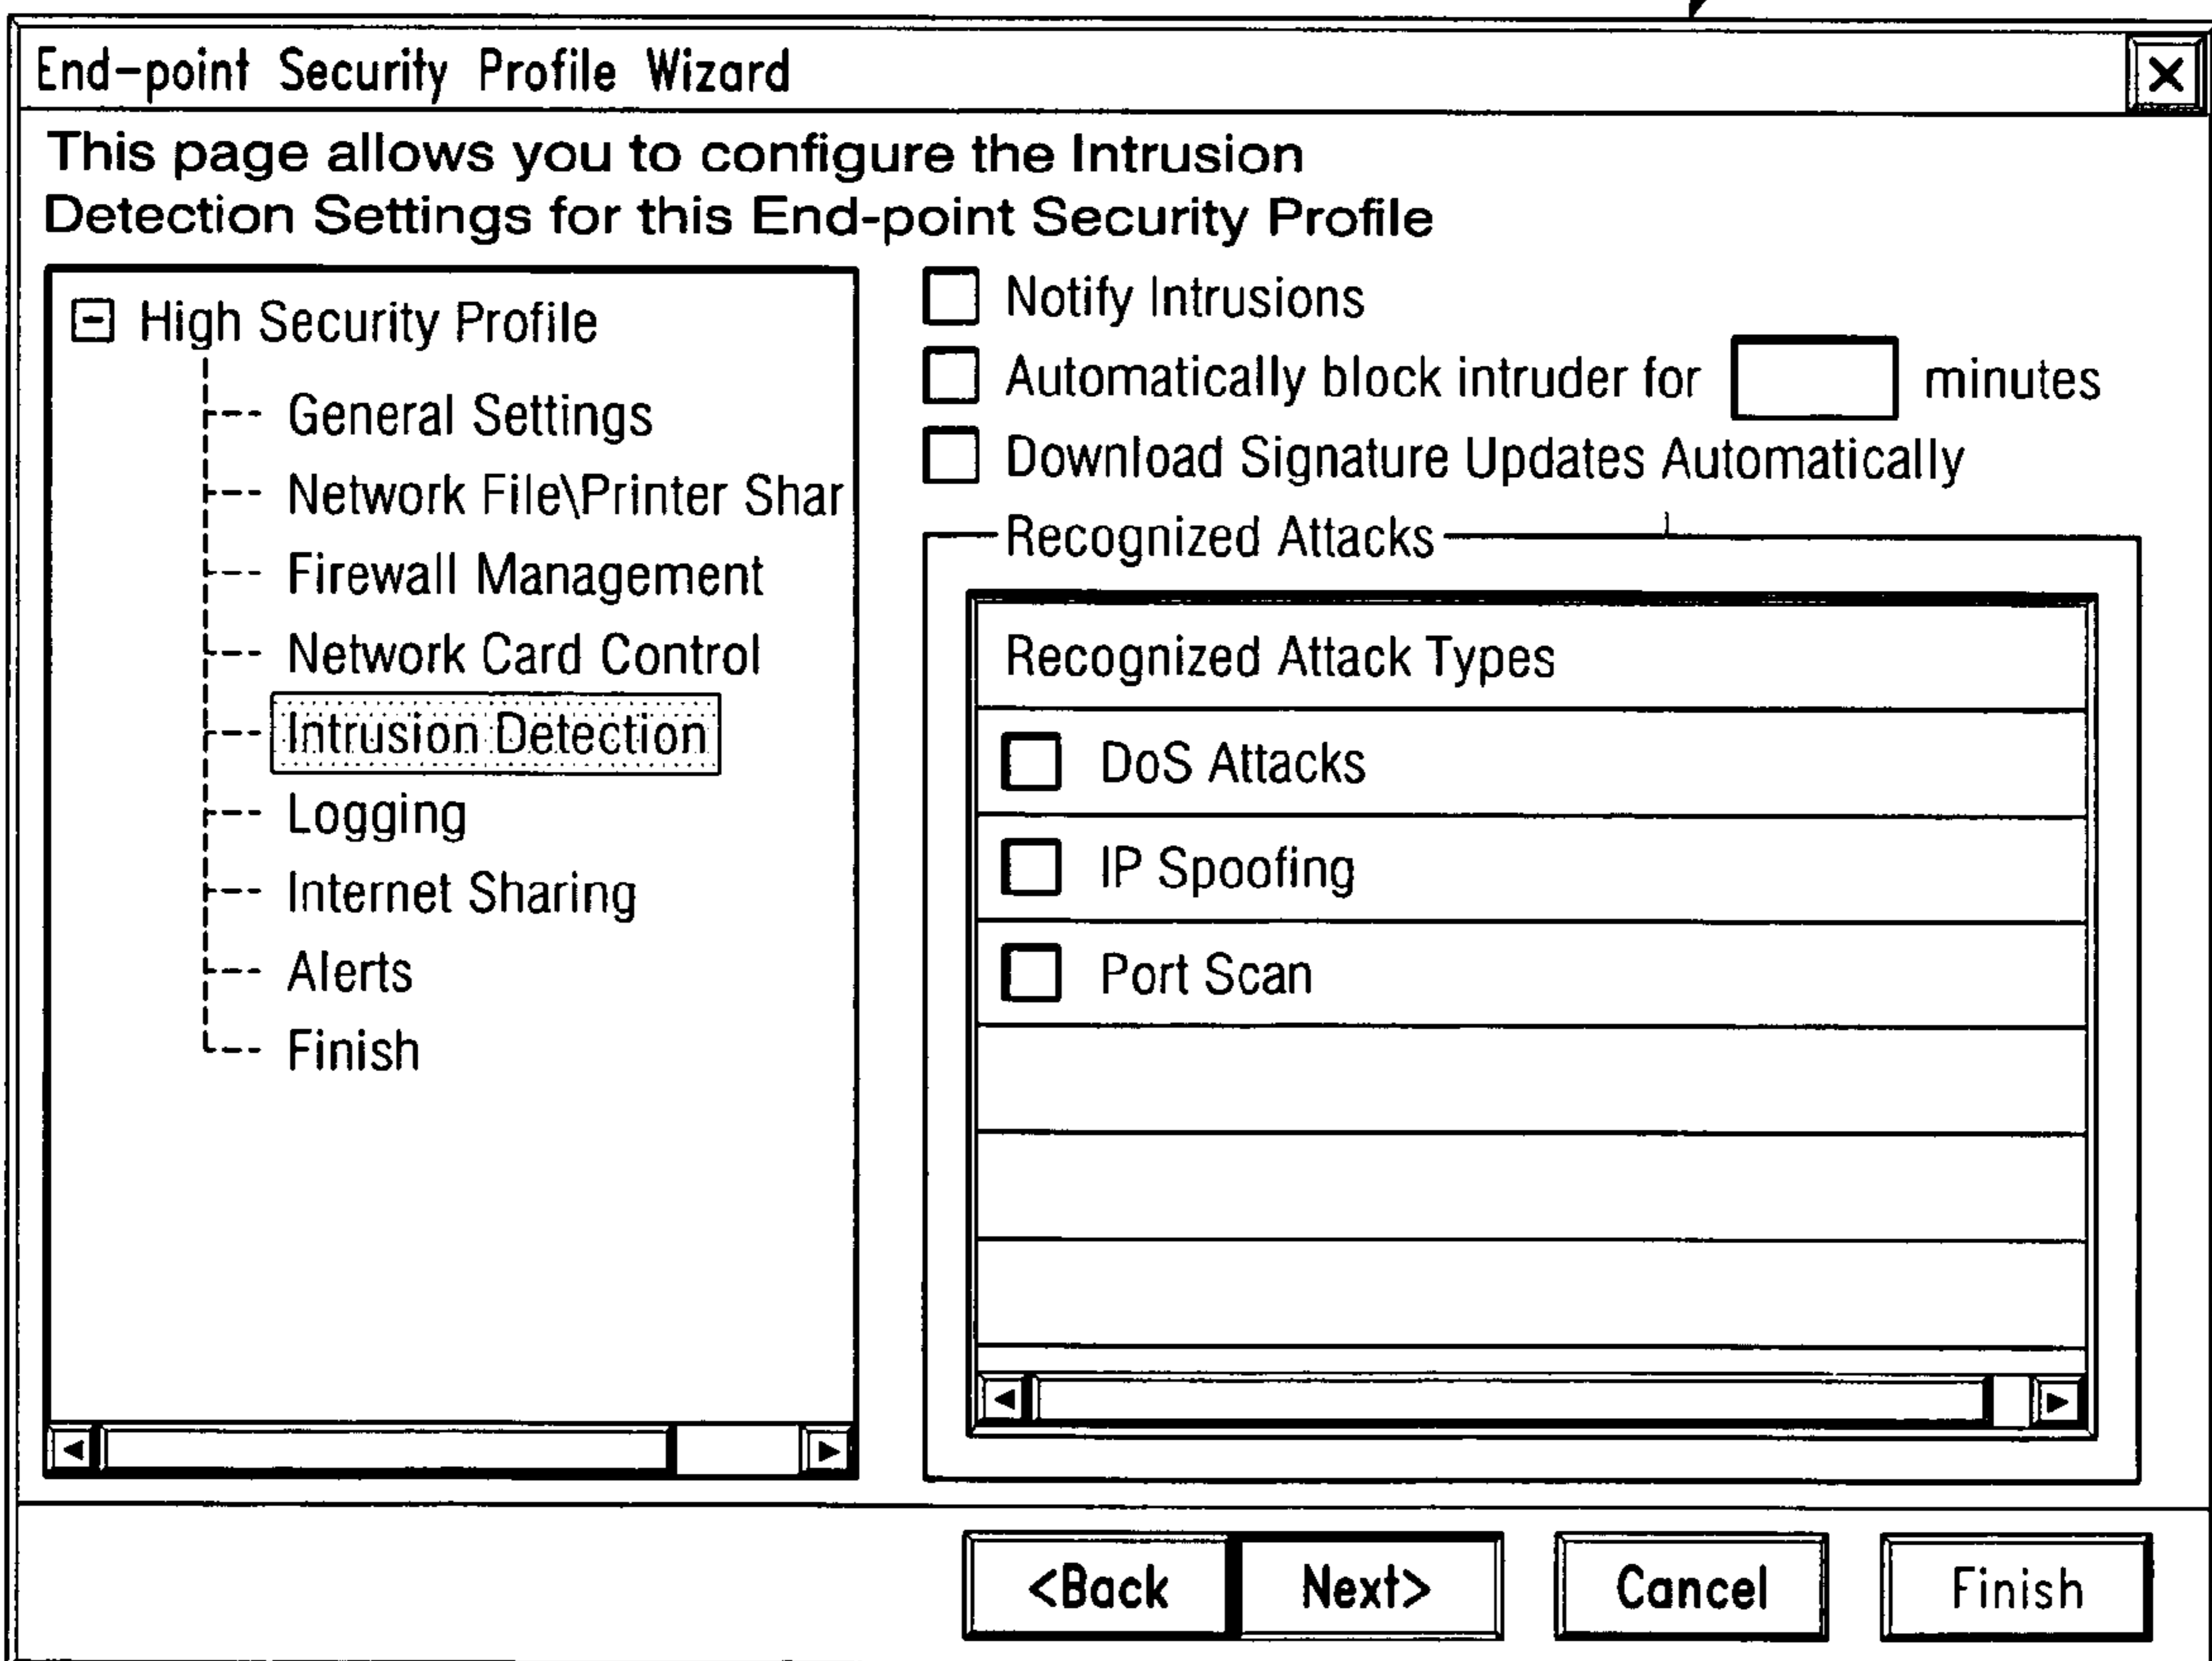 End-point Security Profile Wizard
This page allows you to configure the Intrusion
Detection Settings for this End-point Security Profile
High Security Profile
General Settings
Network File\Printer Shar
Firewall Management
Network Card Control
Intrusion Detection
Logging
Internet Sharing
Alerts
Finish
Notify Intrusions
Automatically block intruder for minutes
Download Signature Updates Automatically
Recognized Attacks
Recognized Attack Types
DoS Attacks
IP Spoofing
Port Scan
<Back Next> Cancel Finish